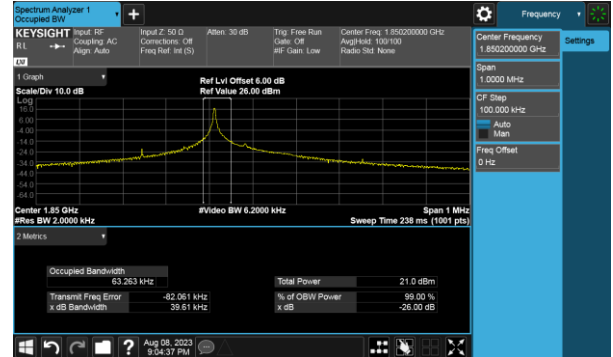 Spectrum Analyzer 1
Occupied BW
KEYSIGHT
RL
Input: RF
Coupling: AC
Align: Auto
Input Z: 50 Ω
Corrections: Off
Freq Ref: Int (S)
Atten: 30 dB
Trig: Free Run
Gate: Off
#IF Gain: Low
Center Freq: 1.850200000 GHz
Avg|Hold: 100/100
Radio Std: None
LW
1 Graph
Scale/Div 10.0 dB
Ref Lvl Offset 6.00 dB
Ref Value 26.00 dBm
Log
16.0
6.00
-4.00
-14.0
-24.0
-34.0
-44.0
-54.0
-64.0
Center 1.85 GHz
#Res BW 2.0000 kHz
#Video BW 6.2000 kHz
Span 1 MHz
Sweep Time 238 ms (1001 pts)
2 Metrics
Occupied Bandwidth
63.263 kHz
Total Power 21.0 dBm
Transmit Freq Error -82.061 kHz
% of OBW Power 99.00 %
x dB Bandwidth 39.61 kHz
x dB -26.00 dB
Aug 08, 2023
9:04:37 PM
Frequency
Center Frequency
1.850200000 GHz
Settings
Span
1.0000 MHz
CF Step
100.000 kHz
Auto
Man
Freq Offset
0 Hz